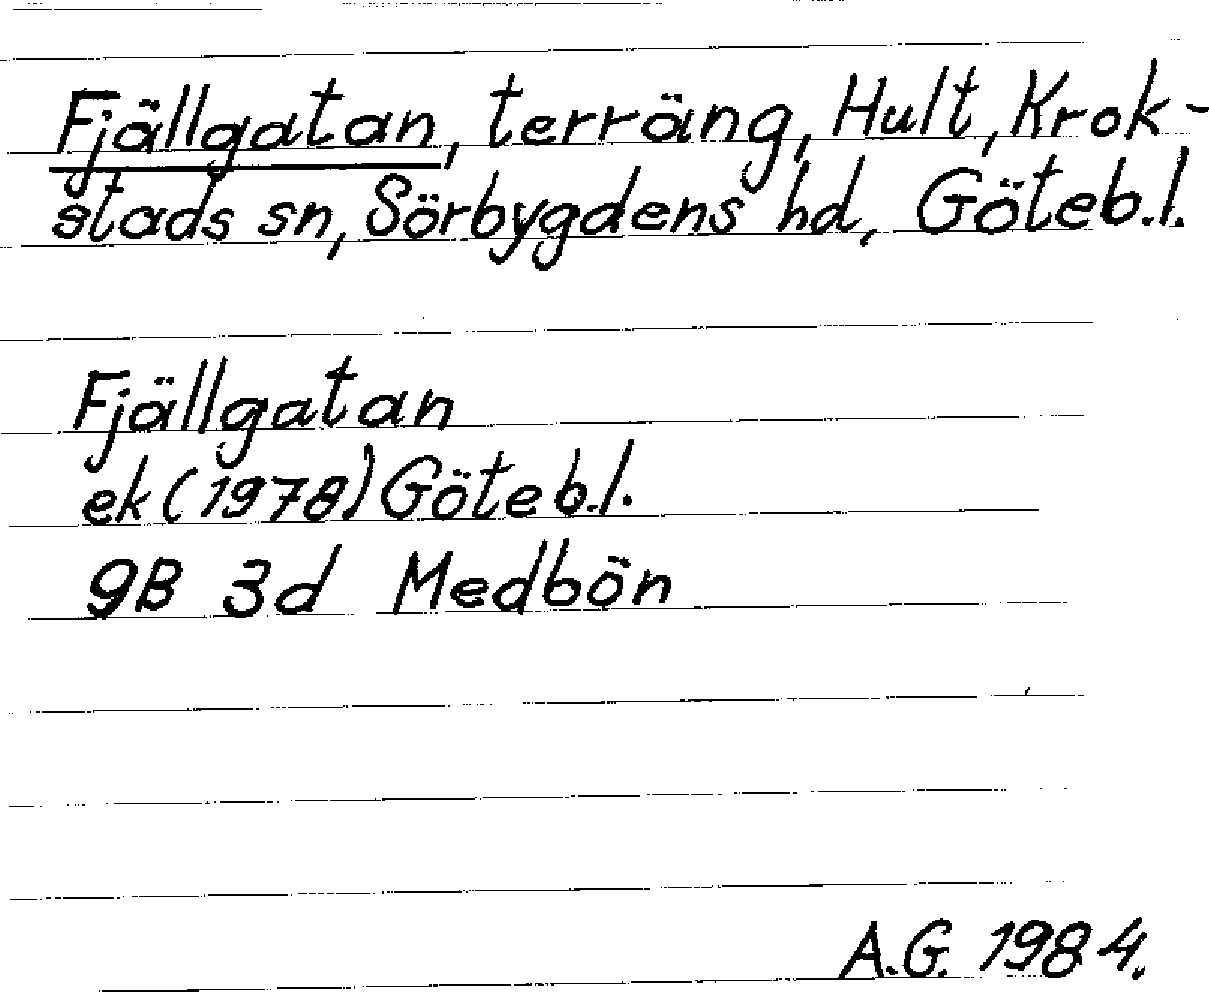 Fjällgatan, terräng, Hult, Krok-
stads sn, Sörbygdens hd, Göteb.l.
Fjällgatan
ek (1978) Göteb.l.
9B 3d Medbön
A.G. 1984.